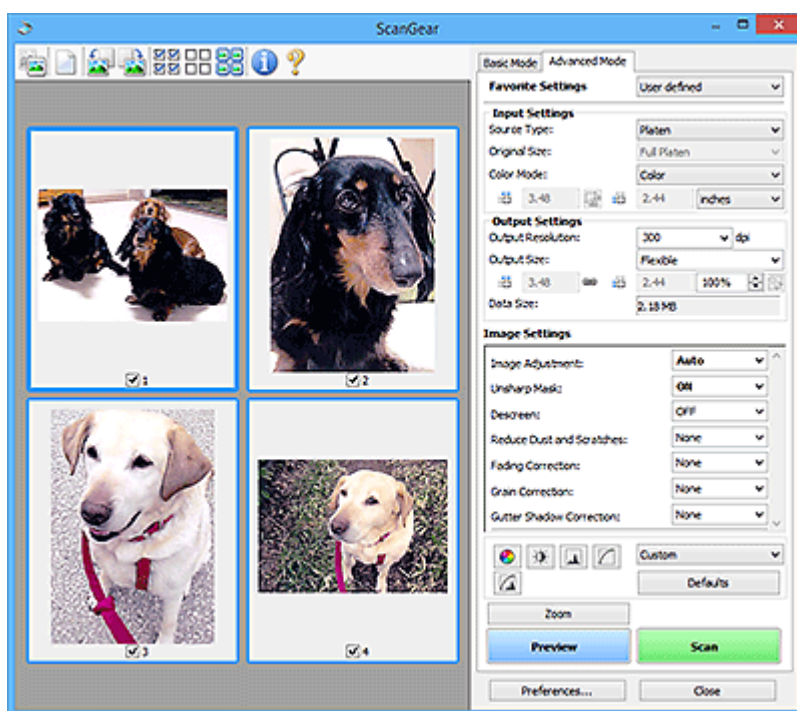 ScanGear
Basic Mode Advanced Mode
Favorite Settings User defined
Input Settings
Source Type: Platen
Original Size: Full Platen
Color Mode: Color
3.48 2.44 inches
Output Settings
Output Resolution: 300 dpi
Output Size: Flexible
3.48 2.44 100%
Data Size: 2.18 MB
Image Settings
Image Adjustment: Auto
Unsharp Mask: ON
Descreen: OFF
Reduce Dust and Scratches: None
Fading Correction: None
Grain Correction: None
Gutter Shadow Correction: None
Custom
Defaults
Zoom
Preview Scan
Preferences... Close
1
2
3
4